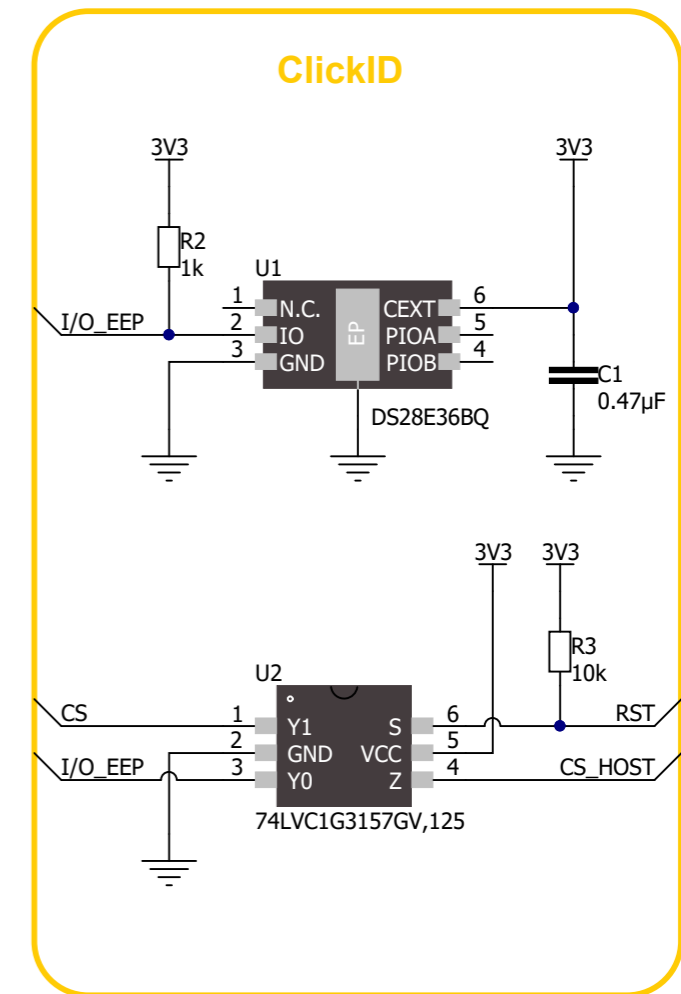 ClickID
3V3
3V3
R2
1k
U1
1
N.C.
CEXT
6
I/O_EEP
2
IO
EP
PIOA
5
3
GND
PIOB
4
C1
0.47µF
DS28E36BQ
3V3
3V3
R3
10k
U2
CS
1
Y1
S
6
RST
2
GND
VCC
5
I/O_EEP
3
Y0
Z
4
CS_HOST
74LVC1G3157GV,125